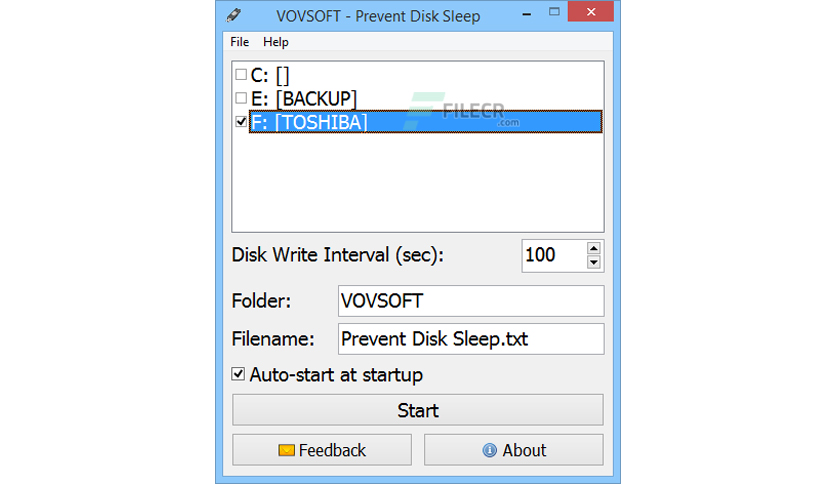 VOVSOFT - Prevent Disk Sleep
File Help
C: []
E: [BACKUP]
F: [TOSHIBA]
FILECR
.com
Disk Write Interval (sec): 100
Folder: VOVSOFT
Filename: Prevent Disk Sleep.txt
Auto-start at startup
Start
Feedback About